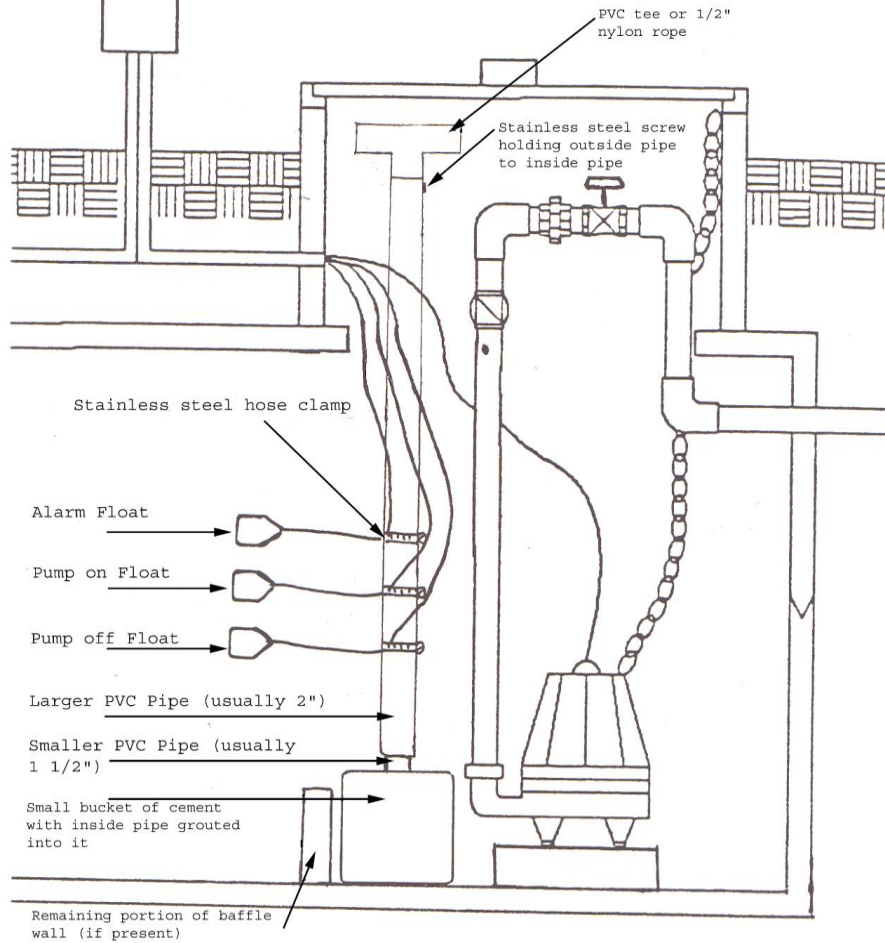 PVC tee or 1/2"
nylon rope
Stainless steel screw
holding outside pipe
to inside pipe
Stainless steel hose clamp
Alarm Float
Pump on Float
Pump off Float
Larger PVC Pipe (usually 2")
Smaller PVC Pipe (usually
1 1/2")
Small bucket of cement
with inside pipe grouted
into it
Remaining portion of baffle
wall (if present)